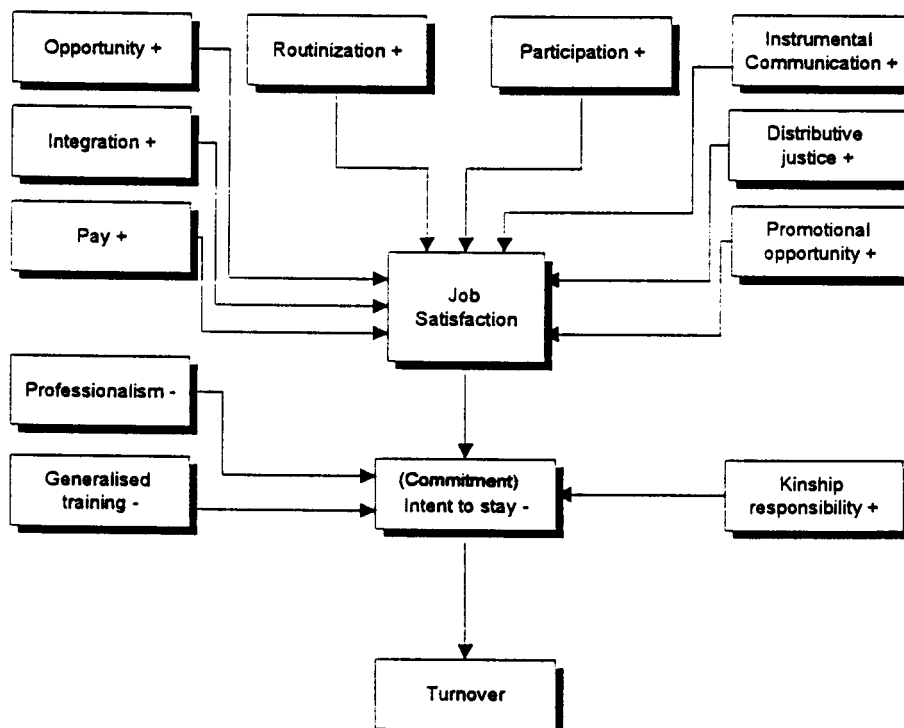 Opportunity +
Routinization +
Participation +
Instrumental
Communication +
Integration +
Distributive
justice +
Pay +
Promotional
opportunity +
Job
Satisfaction
Professionalism -
Generalised
training -
(Commitment)
Intent to stay -
Kinship
responsibility +
Turnover